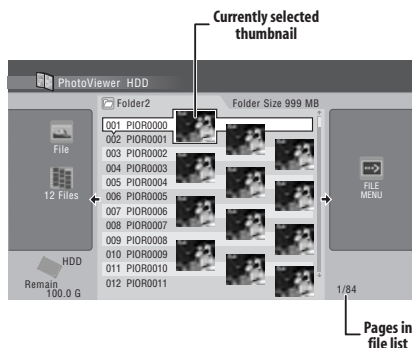 Currently selected
thumbnail
PhotoViewer HDD
Folder2 Folder Size 999 MB
001 PIOR0000
002 PIOR0001
003 PIOR0002
004 PIOR0003
005 PIOR0004
006 PIOR0005
007 PIOR0006
008 PIOR0007
009 PIOR0008
010 PIOR0009
011 PIOR0010
012 PIOR0011
File
12 Files
FILE
MENU
HDD
Remain
100.0 G
1/84
Pages in
file list